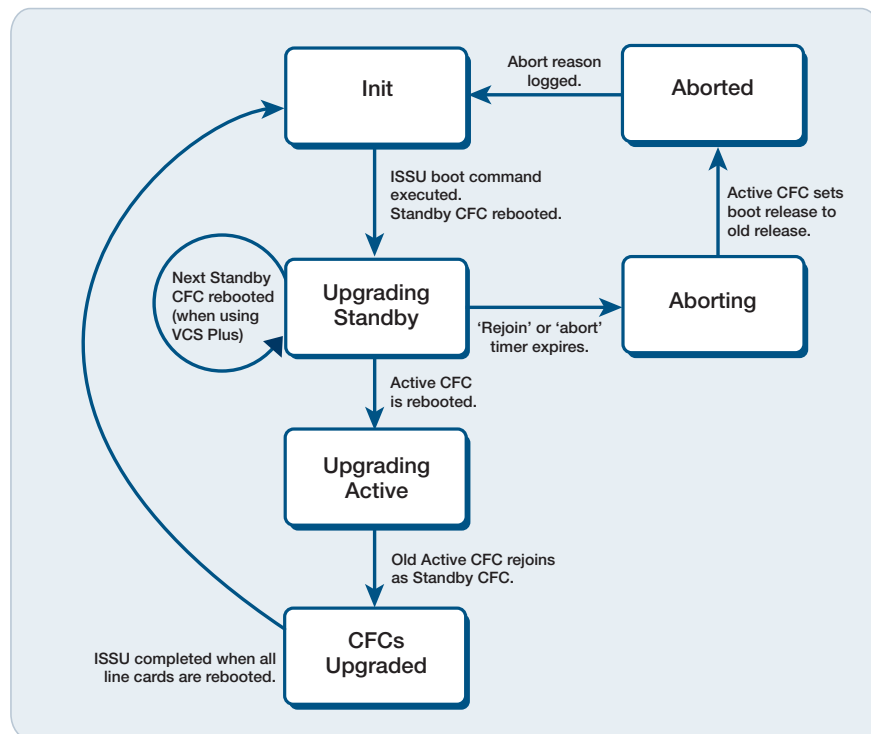 Init
Abort reason
logged.
Aborted
ISSU boot command
executed.
Standby CFC rebooted.
Active CFC sets
boot release to
old release.
Next Standby
CFC rebooted
(when using
VCS Plus)
Upgrading
Standby
‘Rejoin’ or ‘abort’
timer expires.
Aborting
Active CFC
is rebooted.
Upgrading
Active
Old Active CFC rejoins
as Standby CFC.
CFCs
Upgraded
ISSU completed when all
line cards are rebooted.